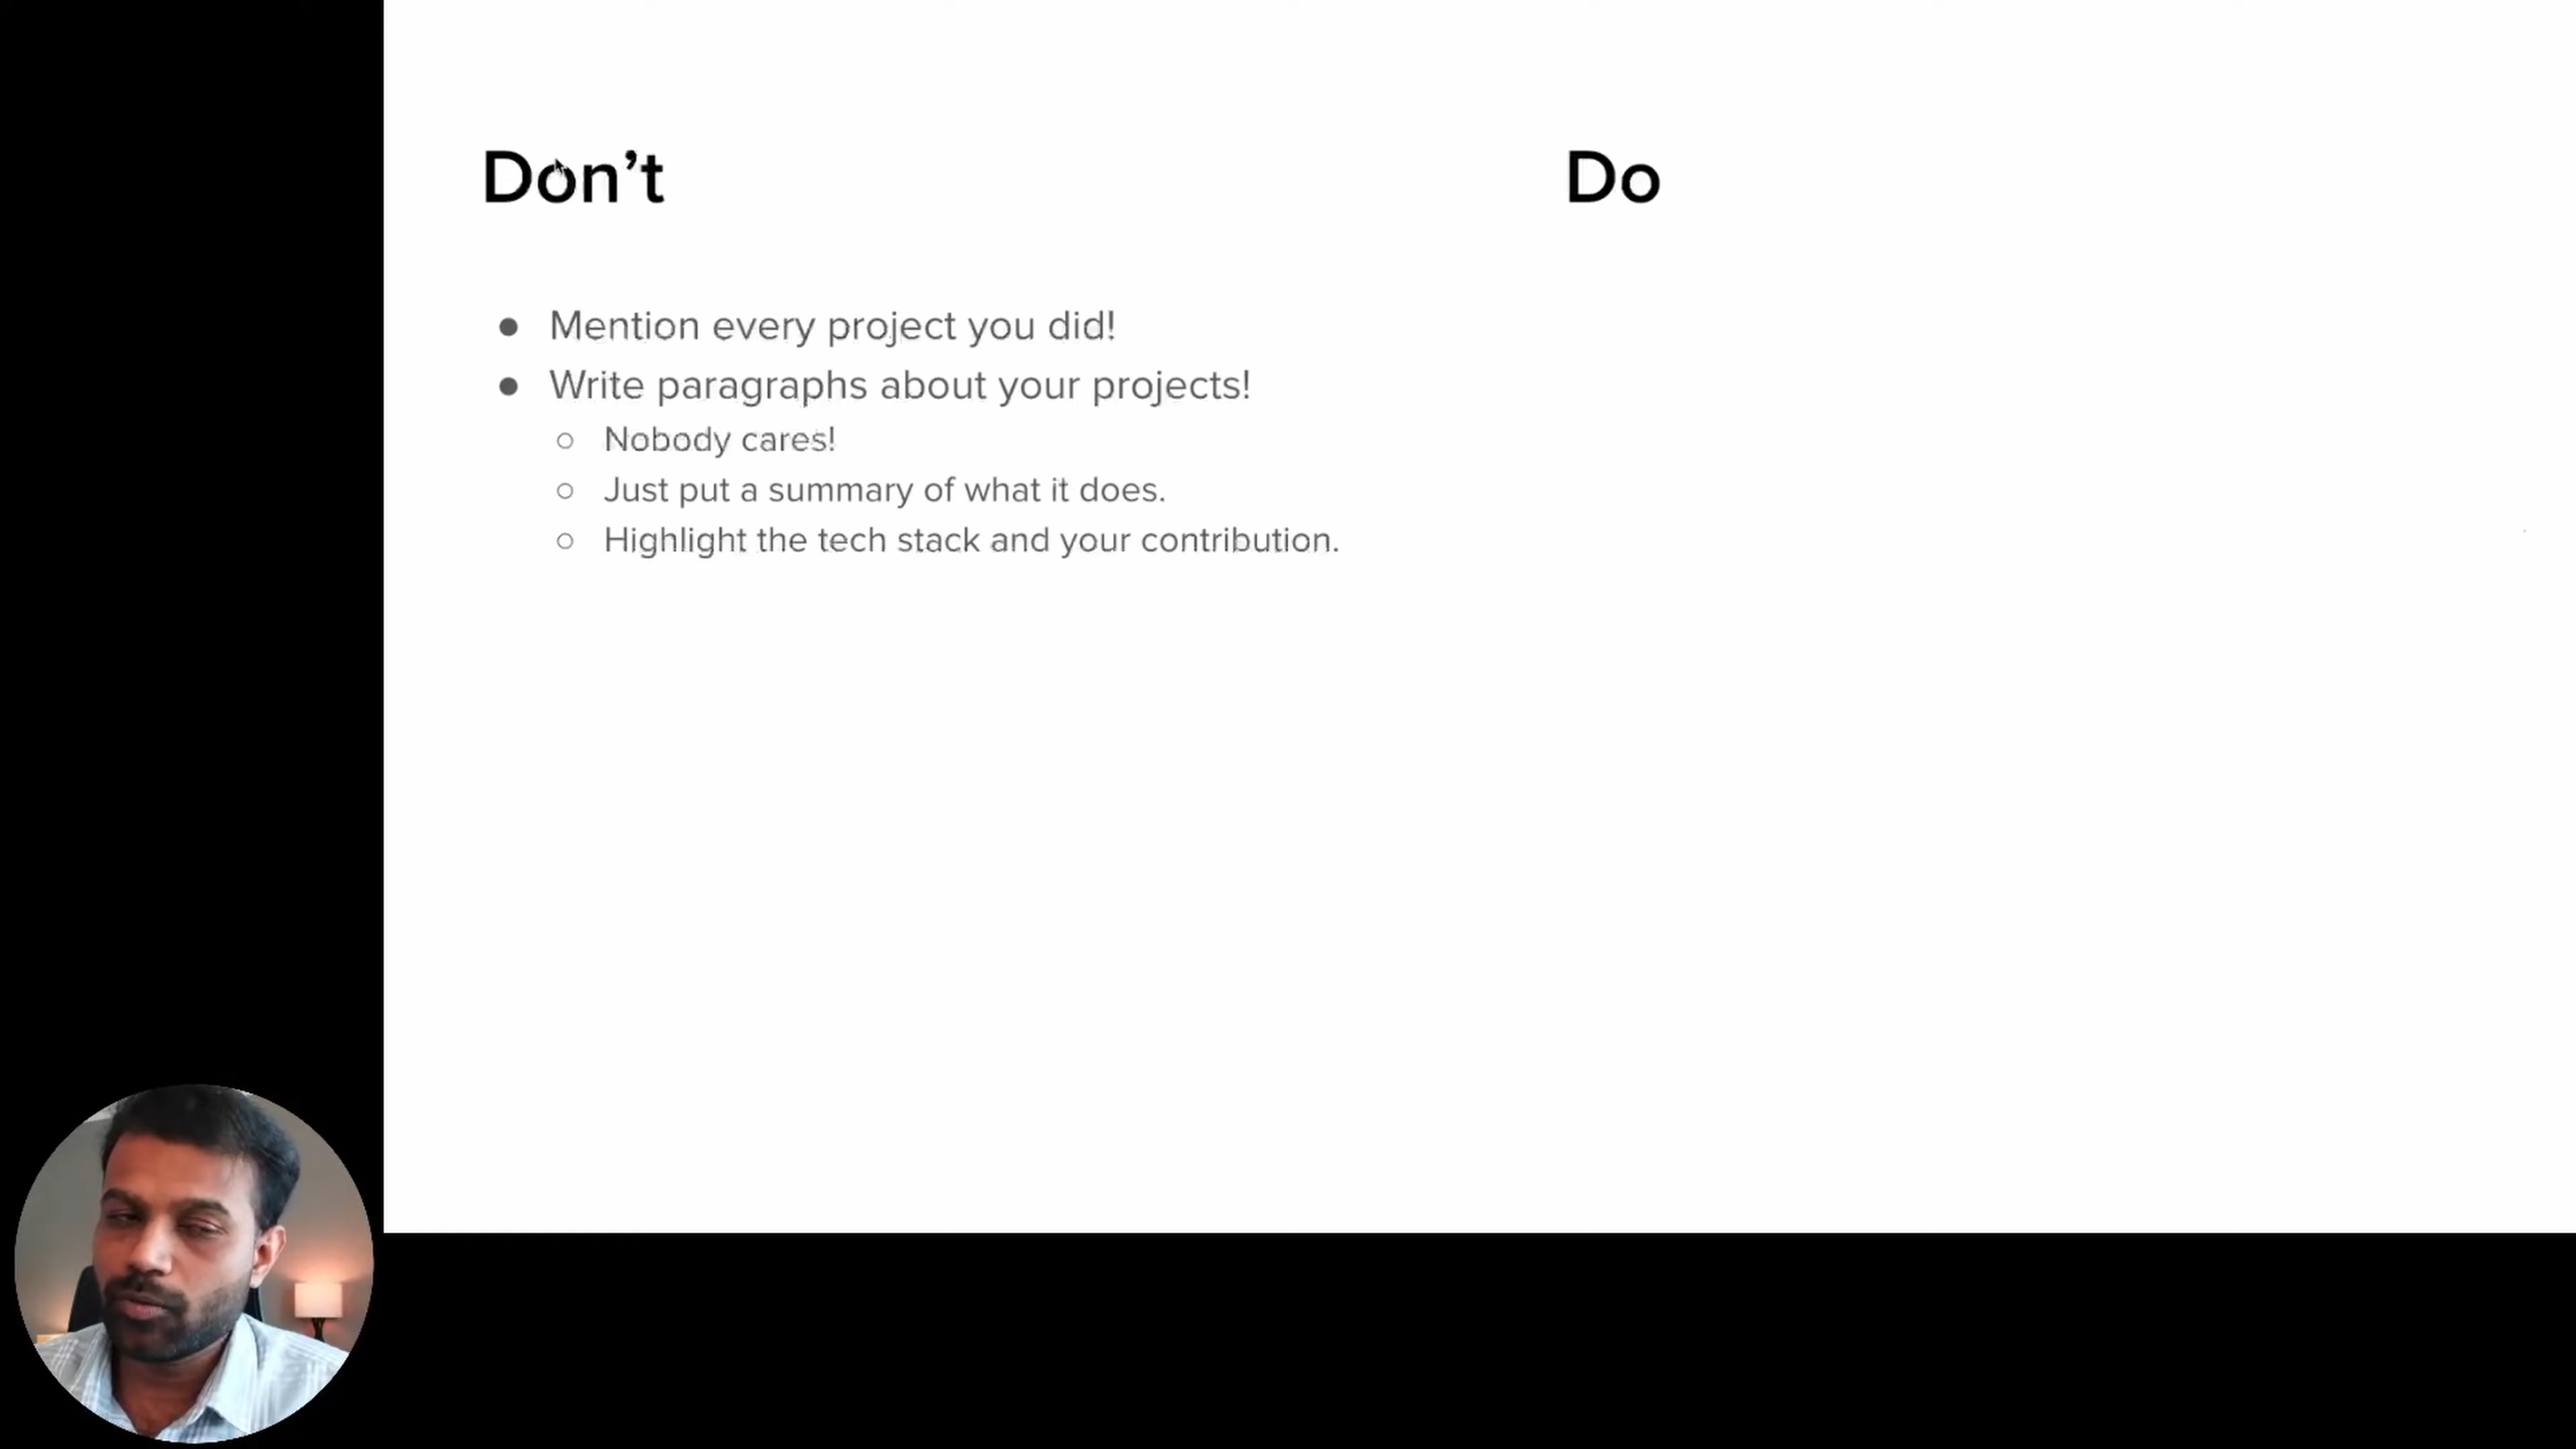 Don’t
Mention every project you did!
Write paragraphs about your projects!
Nobody cares!
Just put a summary of what it does.
Highlight the tech stack and your contribution.
Do